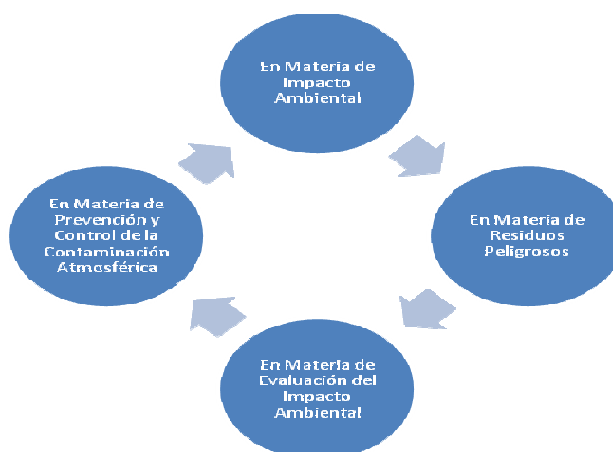 En Materia de
Impacto
Ambiental
En Materia de
Prevención y
Control de la
Contaminación
Atmosférica
En Materia de
Residuos
Peligrosos
En Materia de
Evaluación del
Impacto
Ambiental